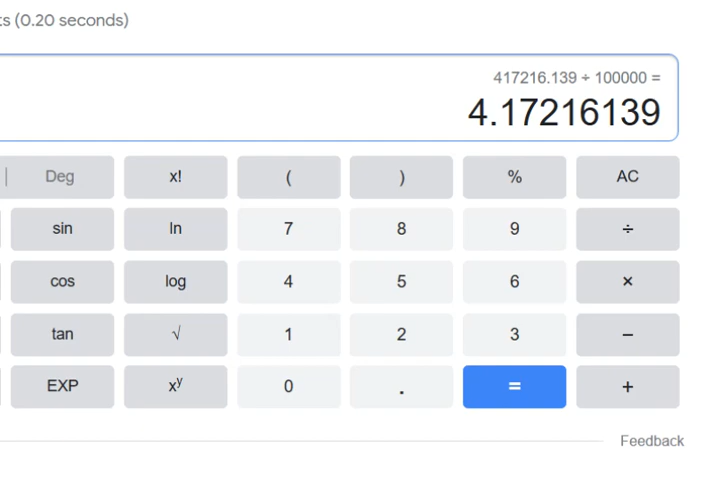 ts (0.20 seconds)
417216.139 ÷ 100000 =
4.17216139
| Deg x! ( ) % AC
sin ln 7 8 9 ÷
cos log 4 5 6 ×
tan √ 1 2 3 −
EXP xʸ 0 . = +
Feedback